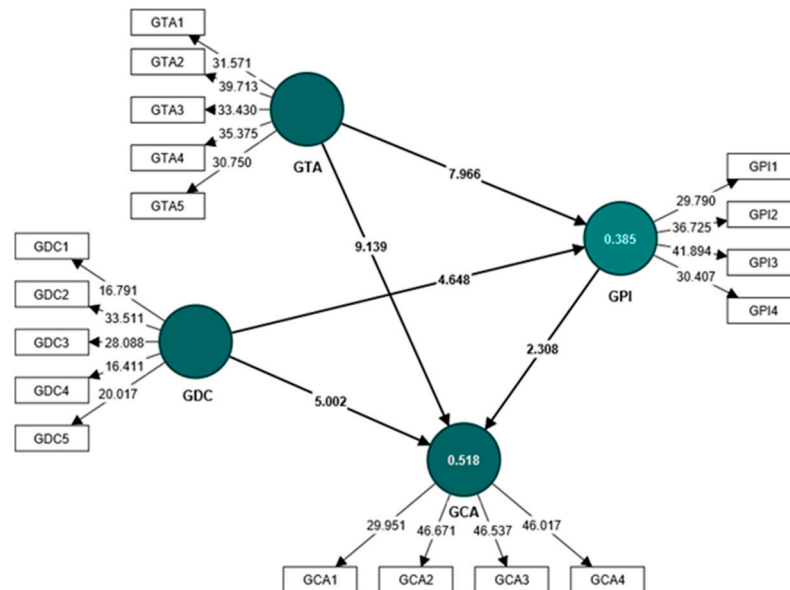 GTA1
GTA2
GTA3
GTA4
GTA5
31.571
39.713
33.430
35.375
30.750
GTA
7.966
9.139
GDC1
GDC2
GDC3
GDC4
GDC5
16.791
33.511
28.088
16.411
20.017
GDC
4.648
5.002
0.385
GPI
29.790
36.725
41.894
30.407
GPI1
GPI2
GPI3
GPI4
2.308
0.518
GCA
29.951
46.671
46.537
46.017
GCA1
GCA2
GCA3
GCA4